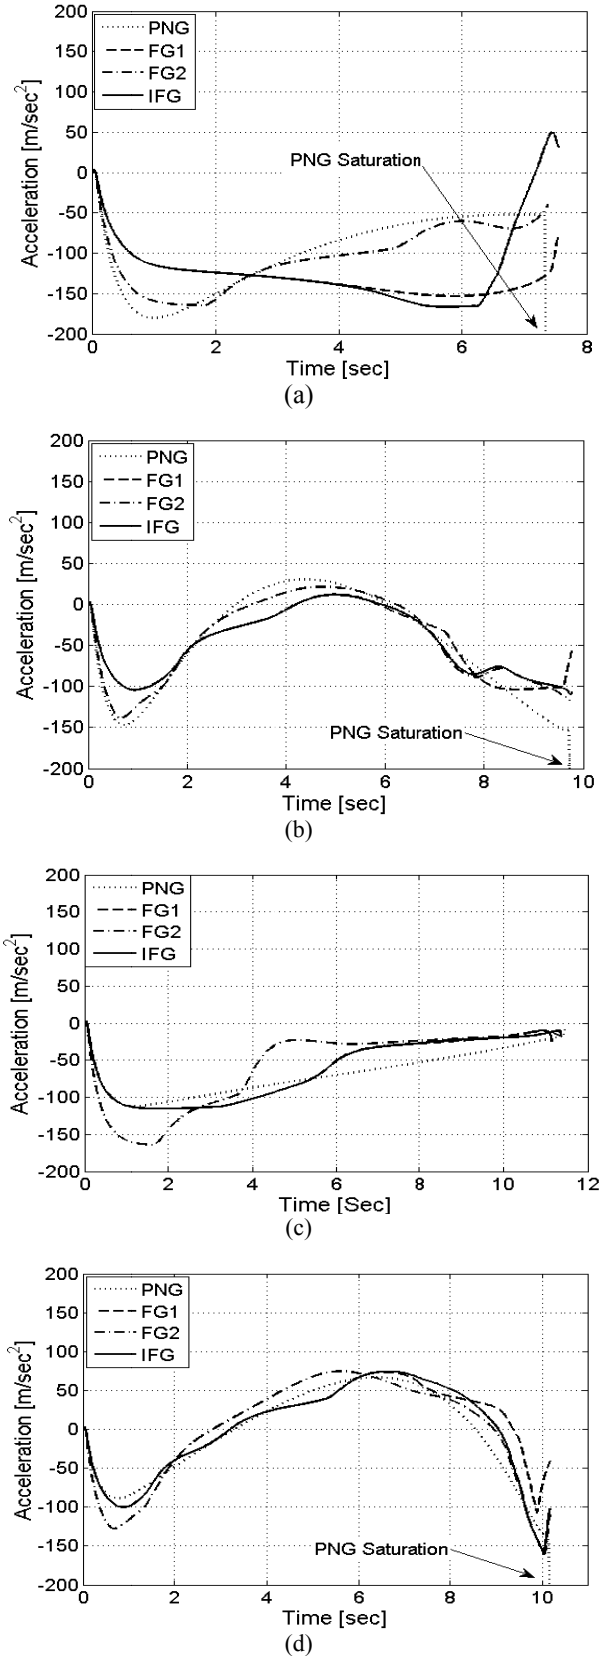 200
150
100
50
0
-50
-100
-150
-200
Acceleration [m/sec²]
PNG
FG1
FG2
IFG
PNG Saturation
0 2 4 6 8
Time [sec]
(a)
200
150
100
50
0
-50
-100
-150
-200
Acceleration [m/sec²]
PNG
FG1
FG2
IFG
PNG Saturation
0 2 4 6 8 10
Time [sec]
(b)
200
150
100
50
0
-50
-100
-150
-200
Acceleration [m/sec²]
PNG
FG1
FG2
IFG
0 2 4 6 8 10 12
Time [Sec]
(c)
200
150
100
50
0
-50
-100
-150
-200
Acceleration [m/sec²]
PNG
FG1
FG2
IFG
PNG Saturation
0 2 4 6 8 10
Time [sec]
(d)